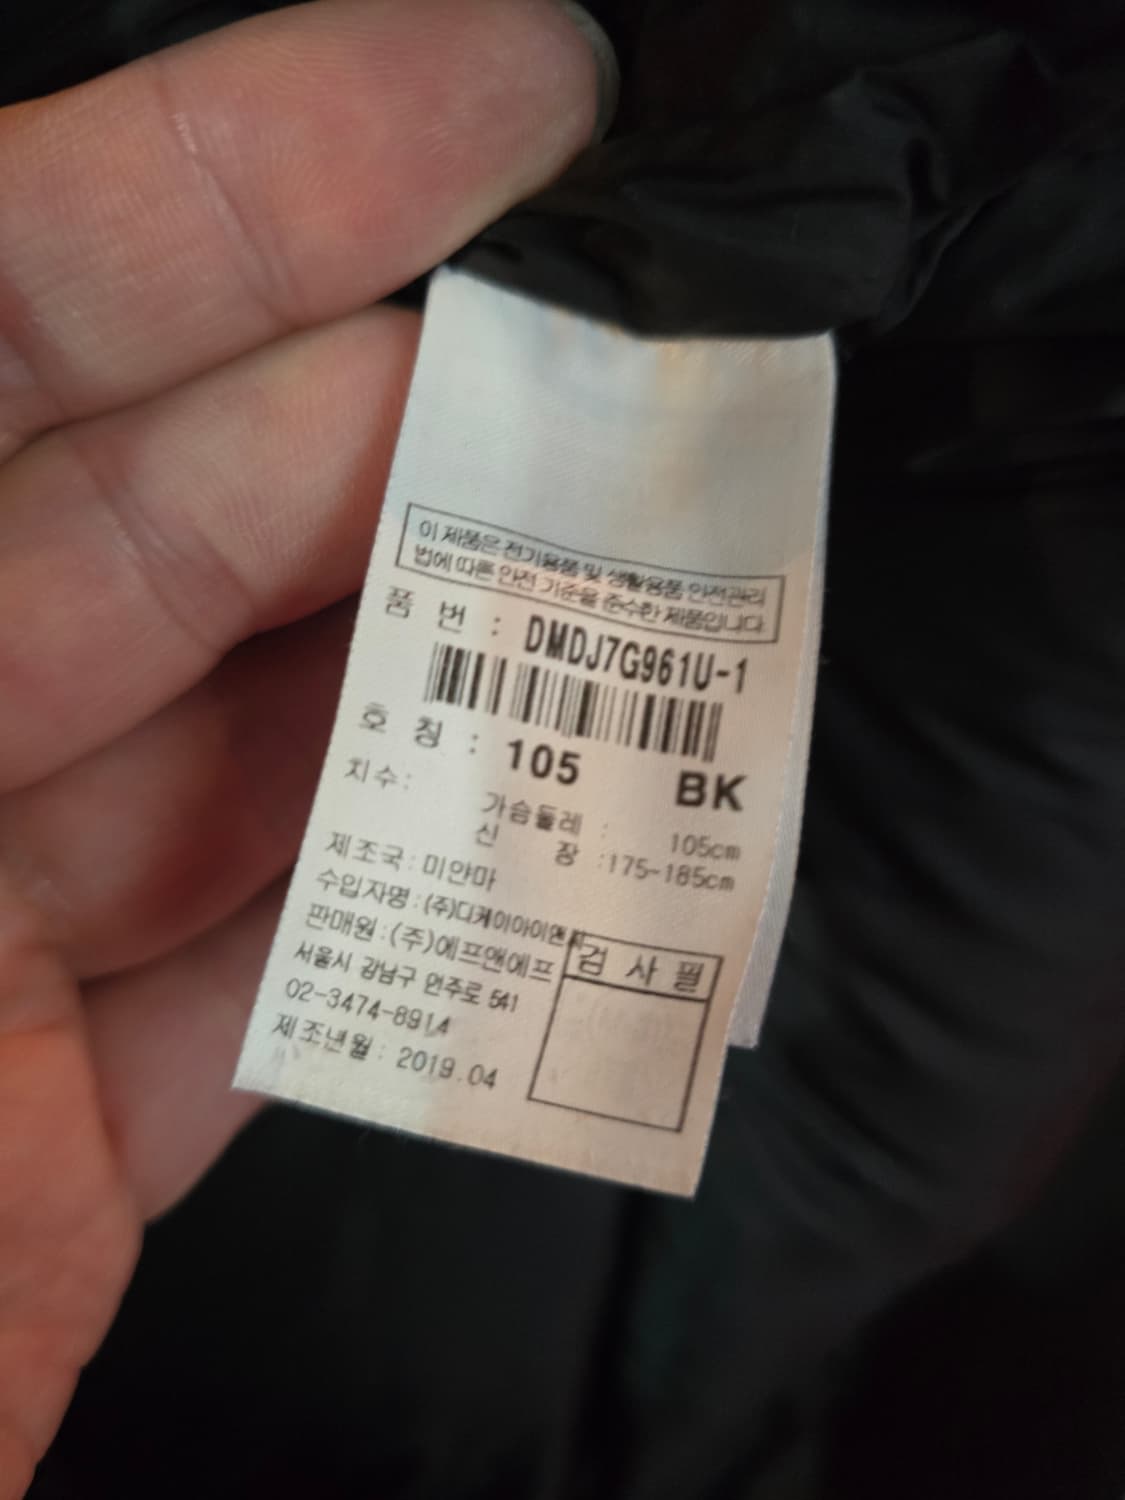 이 제품은 전기용품 및 생활용품 안전관리
법에 따른 안전 기준을 준수한 제품입니다.
품 번 : DMDJ7G961U-1
호 칭 : 105 BK
치수:
가슴둘레 : 105cm
신 장 :175~185cm
제조국:미얀마
수입자명:(주)디케이아이앤씨
판매원:(주)에프앤에프
검 사 필
서울시 강남구 언주로 541
02-3474-8914
제조년월: 2019.04